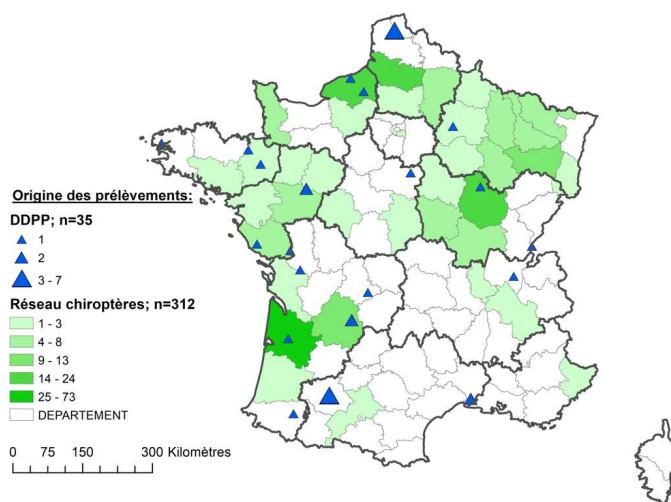 Origine des prélèvements:
DDPP; n=35
1
2
3 - 7
Réseau chiroptères; n=312
1 - 3
4 - 8
9 - 13
14 - 24
25 - 73
DEPARTEMENT
0 75 150 300 Kilomètres